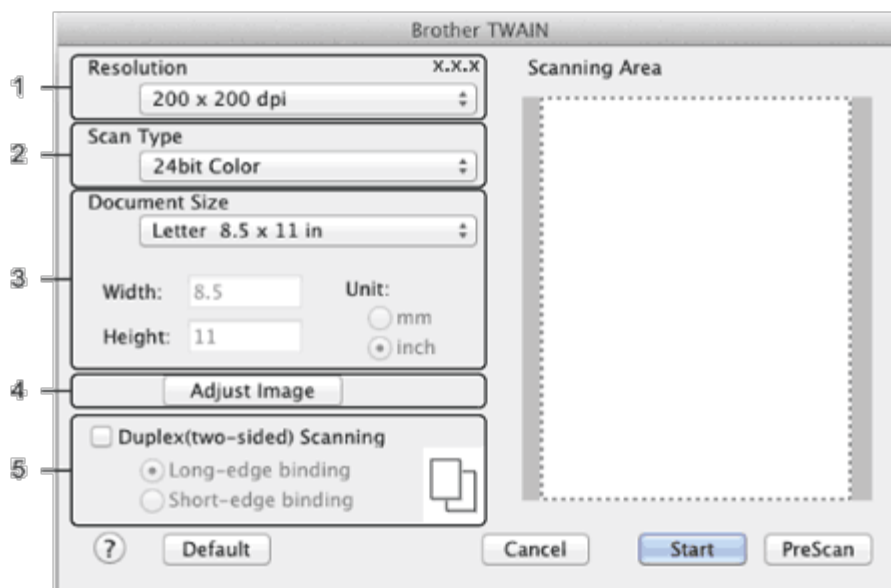 Brother TWAIN
1
Resolution x.x.x
200 x 200 dpi
2
Scan Type
24bit Color
3
Document Size
Letter 8.5 x 11 in
Width: 8.5
Height: 11
Unit:
mm
inch
4
Adjust Image
5
Duplex(two-sided) Scanning
Long-edge binding
Short-edge binding
Scanning Area
? Default Cancel Start PreScan